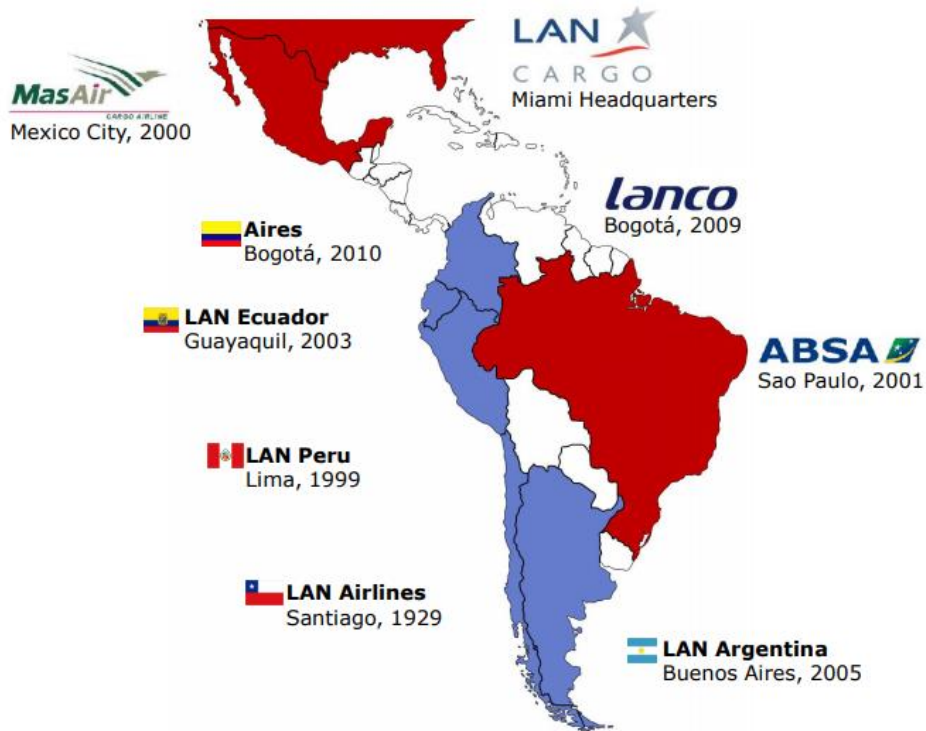 LAN
CARGO
Miami Headquarters
MasAir
CARGO AIRLINE
Mexico City, 2000
lanco
Bogotá, 2009
Aires
Bogotá, 2010
LAN Ecuador
Guayaquil, 2003
ABSA
Sao Paulo, 2001
LAN Peru
Lima, 1999
LAN Airlines
Santiago, 1929
LAN Argentina
Buenos Aires, 2005